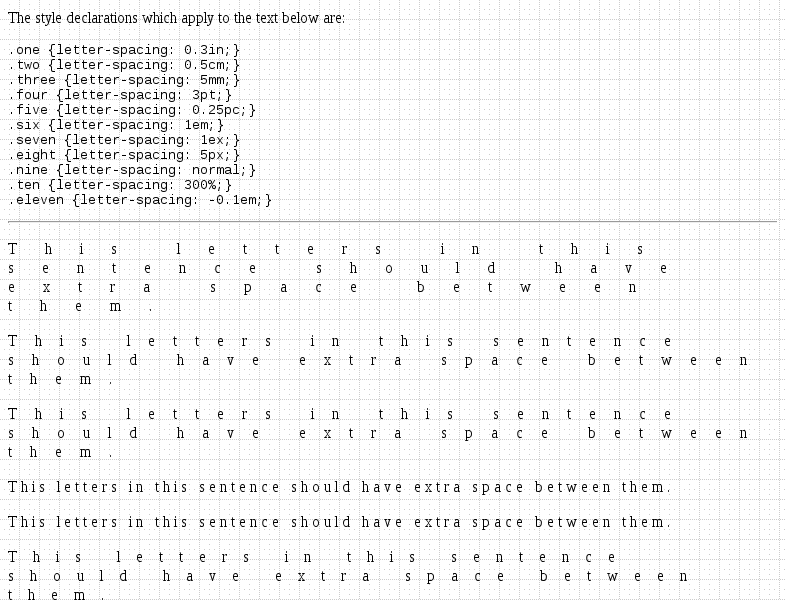 The style declarations which apply to the text below are:
.one {letter-spacing: 0.3in;}
.two {letter-spacing: 0.5cm;}
.three {letter-spacing: 5mm;}
.four {letter-spacing: 3pt;}
.five {letter-spacing: 0.25pc;}
.six {letter-spacing: 1em;}
.seven {letter-spacing: 1ex;}
.eight {letter-spacing: 5px;}
.nine {letter-spacing: normal;}
.ten {letter-spacing: 300%;}
.eleven {letter-spacing: -0.1em;}
This letters in this
sentence should have
extra space between
them.
This letters in this sentence
should have extra space between
them.
This letters in this sentence
should have extra space between
them.
This letters in this sentence should have extra space between them.
This letters in this sentence should have extra space between them.
This letters in this sentence
should have extra space between
them.